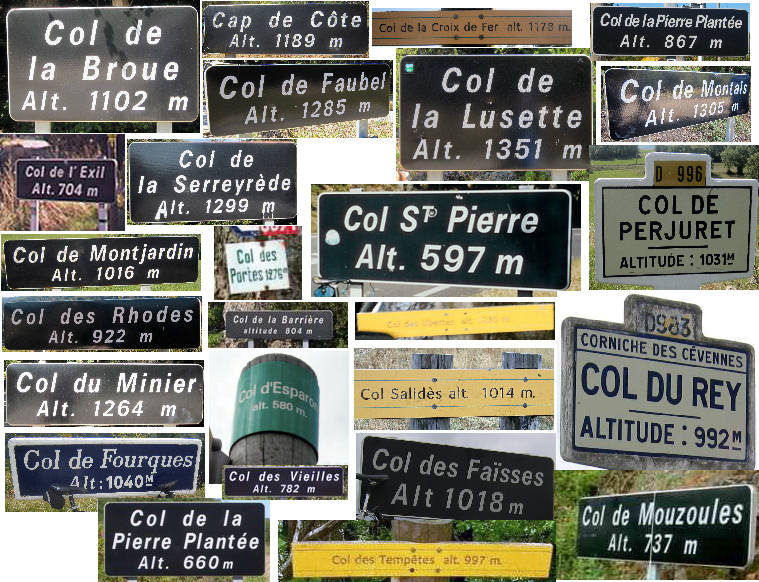 Col de
la Broue
Alt. 1102 m
Cap de Côte
Alt. 1189 m
Col de la Croix de Fer alt. 1178 m.
Col de la Pierre Plantée
Alt. 867 m
Col de Faubel
Alt. 1285 m
Col de
la Lusette
Alt. 1351 m
Col de Montals
Alt. 1305 m
Col de l'Exil
Alt. 704 m
Col de
la Serreyrède
Alt. 1299 m
D 996
COL DE
PERJURET
ALTITUDE : 1031M
Col ST Pierre
Alt. 597 m
Col de Montjardin
Alt. 1016 m
Col des
Portes 1276m
Col des Rhodes
Alt. 922 m
Col de la Barrière
altitude 804 m
Col des
alt.
D983
CORNICHE DES CÉVENNES
COL DU REY
ALTITUDE : 992M
Col du Minier
Alt. 1264 m
Col d'Esparon
alt. 580 m.
Col Salidès alt. 1014 m.
Col de Fourques
Alt: 1040M
Col des Vieilles
Alt. 782 m
Col des Faïsses
Alt 1018 m
Col de la
Pierre Plantée
Alt. 660 m
Col des Tempêtes alt. 997 m.
Col de Mouzoules
Alt. 737 m